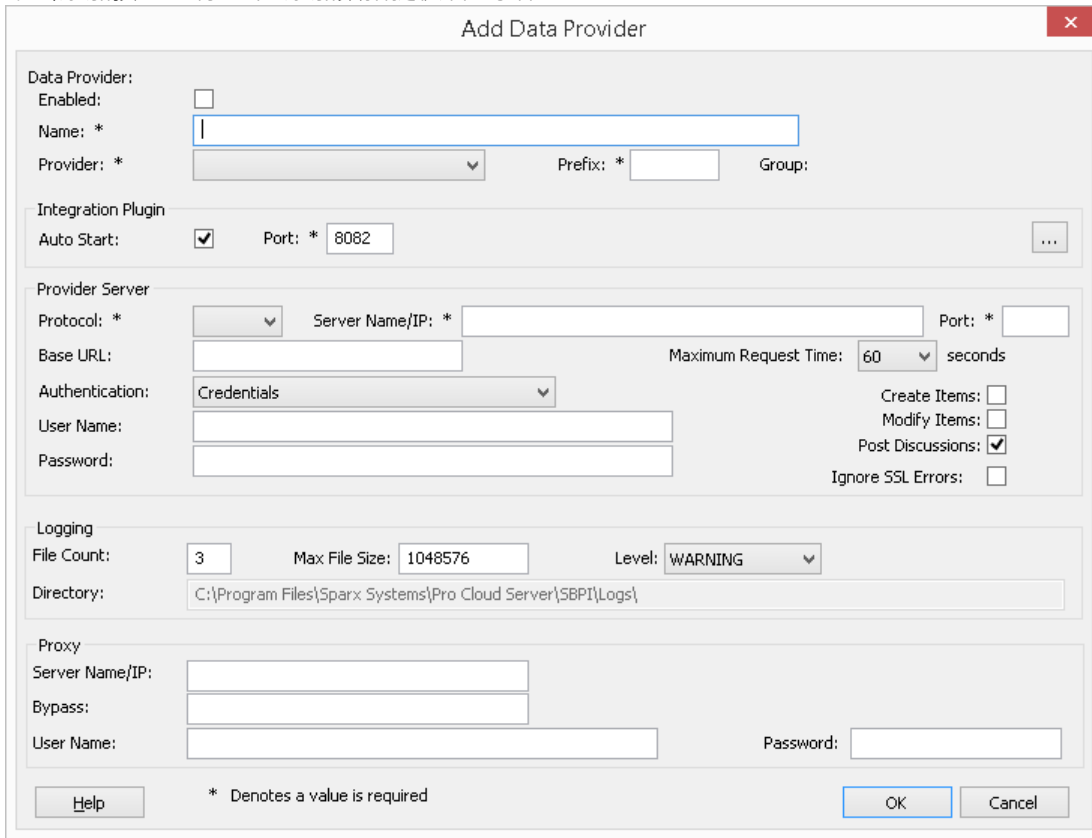 Add Data Provider
Data Provider:
Enabled:
Name: *
Provider: * Prefix: * Group:
Integration Plugin
Auto Start: Port: * 8082 ...
Provider Server
Protocol: * Server Name/IP: * Port: *
Base URL: Maximum Request Time: 60 seconds
Authentication: Credentials Create Items:
User Name: Modify Items:
Post Discussions:
Password:
Ignore SSL Errors:
Logging
File Count: 3 Max File Size: 1048576 Level: WARNING
Directory: C:\Program Files\Sparx Systems\Pro Cloud Server\SBPI\Logs\
Proxy
Server Name/IP:
Bypass:
User Name: Password:
Help * Denotes a value is required OK Cancel